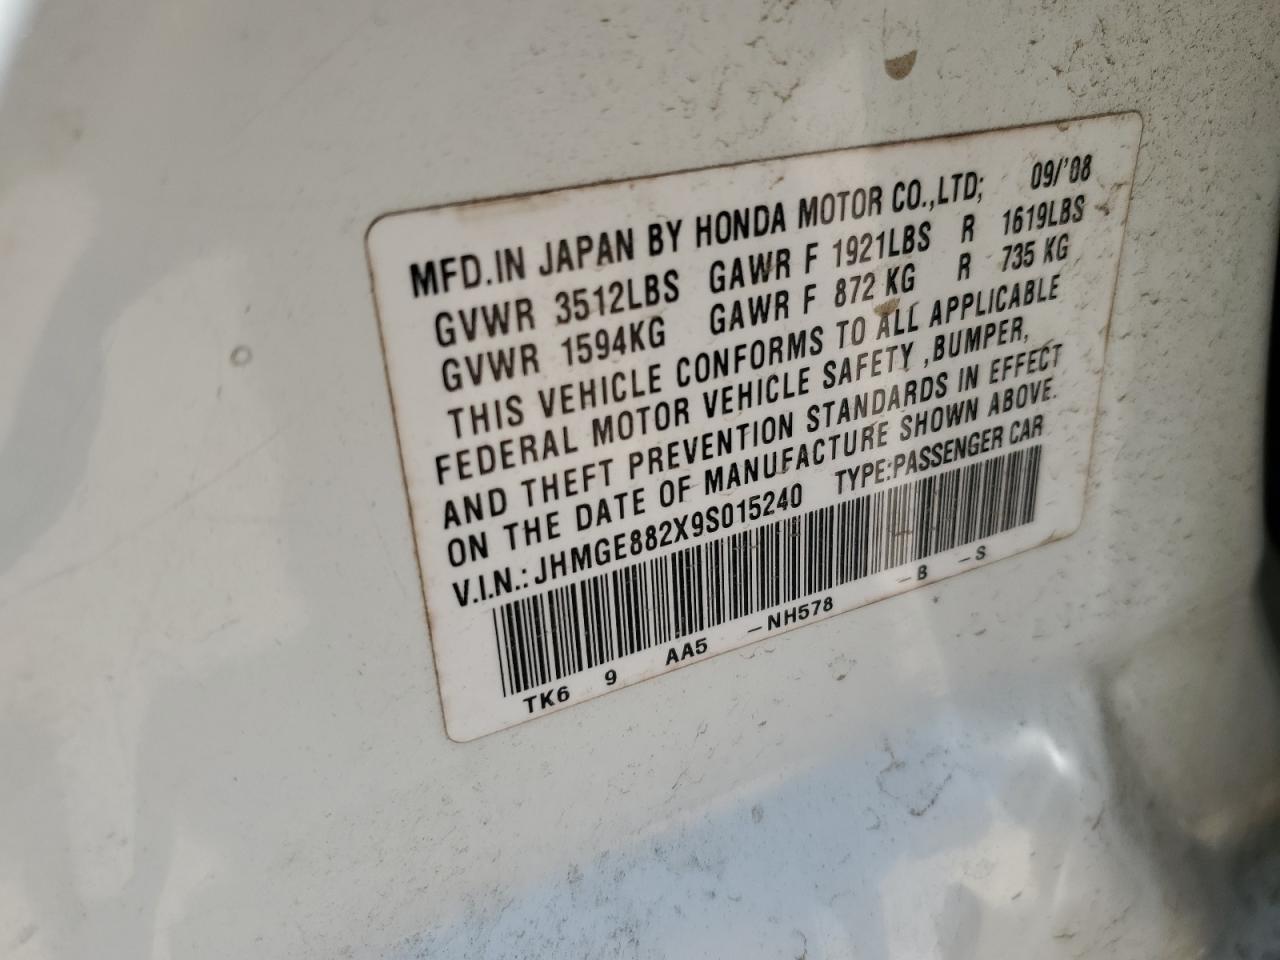 MFD.IN JAPAN BY HONDA MOTOR CO.,LTD; 09/'08
GVWR 3512LBS GAWR F 1921LBS R 1619LBS
GVWR 1594KG GAWR F 872 KG R 735 KG
THIS VEHICLE CONFORMS TO ALL APPLICABLE
FEDERAL MOTOR VEHICLE SAFETY ,BUMPER,
AND THEFT PREVENTION STANDARDS IN EFFECT
ON THE DATE OF MANUFACTURE SHOWN ABOVE.
V.I.N.: JHMGE882X9S015240 TYPE:PASSENGER CAR
TK6 9 AA5 -NH578 -B -S